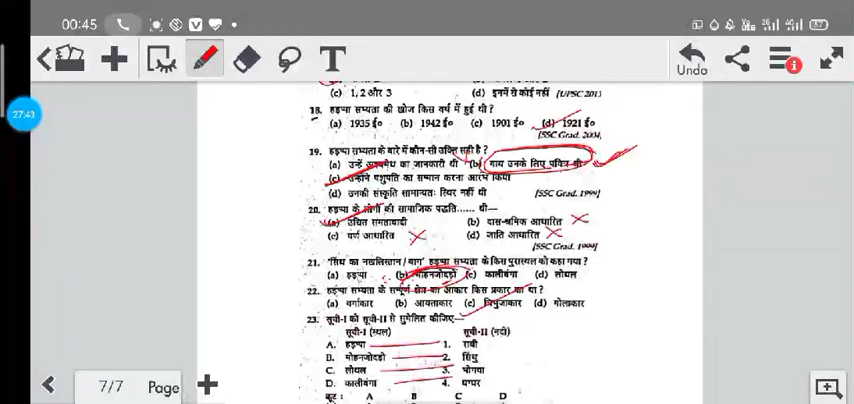 00:45
87
Undo
27:43
(c) 1, 2 और 3 (d) इनमें से कोई नहीं [UPSC 2013
18. हड़प्पा सभ्यता की खोज किस वर्ष में हुई थी ?
(a) 1935 ई० (b) 1942 ई० (c) 1901 ई० (d) 1921 ई०
[SSC Grad. 2004
19. हड़प्पा सभ्यता के बारे में कौन-सी उक्ति सही है ?
(a) उन्हें अश्वमेध का जानकारी थी (b) गाय उनके लिए पवित्र थी
(c) उन्होंने पशुपति का सम्मान करना आरंभ किया
(d) उनकी संस्कृति सामान्यतः स्थिर नहीं थी [SSC Grad. 1999
20. हड़प्पा के लोगों की सामाजिक पद्धति...... थी—
(a) उचित समतावादी (b) दास-श्रमिक आधारित
(c) वर्ण आधारित (d) जाति आधारित
[SSC Grad. 1999
21. 'सिंध का नखलिस्तान/बाग' हड़प्पा सभ्यता के किस पुरास्थल को कहा गया ?
(a) हड़प्पा (b) मोहनजोदड़ो (c) कालीबंगा (d) लोथल
22. हड़प्पा सभ्यता के सम्पूर्ण क्षेत्र का आकार किस प्रकार का था ?
(a) वर्गाकार (b) आयताकार (c) त्रिभुजाकार (d) गोलाकार
23. सूची-I को सूची-II से सुमेलित कीजिए—
सूची-I (स्थल) सूची-II (नदी)
A. हड़प्पा 1. रावी
B. मोहनजोदड़ो 2. सिंधु
C. लोथल 3. भोगवा
D. कालीबंगा 4. घग्घर
कूट : A B C D
7/7 Page